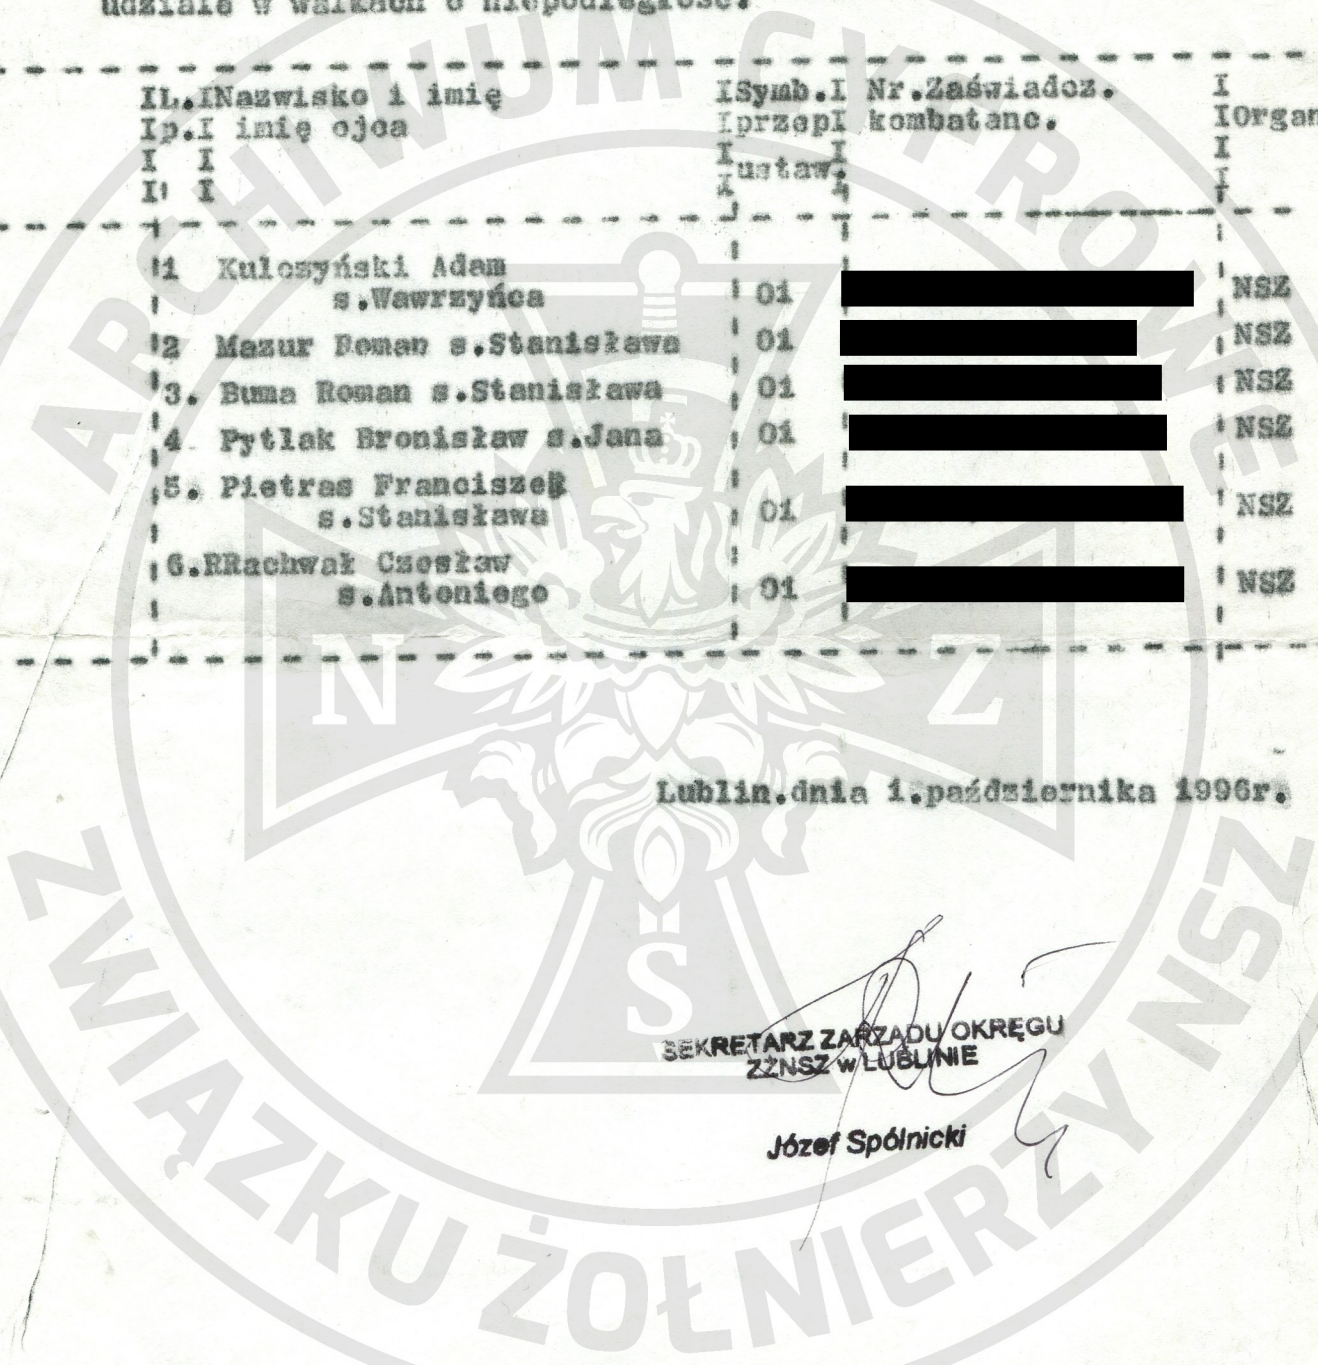 udziale w walkach o niepodległość.
IL.INazwisko i imię ISymb.I Nr.Zaświadcz. I
Ip.I imię ojca Iprzepl kombatanc. IOrgan
I I I I I
I I Iustaw. I
1 Kulczyński Adam
s.Wawrzyńca 01 NSZ
2 Mazur Roman s.Stanisława 01 NSZ
3. Buma Roman s.Stanisława 01 NSZ
4 Pytlak Bronisław s.Jana 01 NSZ
5. Pietras Franciszek
s.Stanisława 01 NSZ
6.RRachwał Czesław
s.Antoniego 01 NSZ
Lublin.dnia 1.października 1996r.
SEKRETARZ ZARZĄDU OKRĘGU
ZŻNSZ w LUBLINIE
Józef Spólnicki
ARCHIWUM CYFROWE
ZWIĄZKU ŻOŁNIERZY NSZ
N Z
S